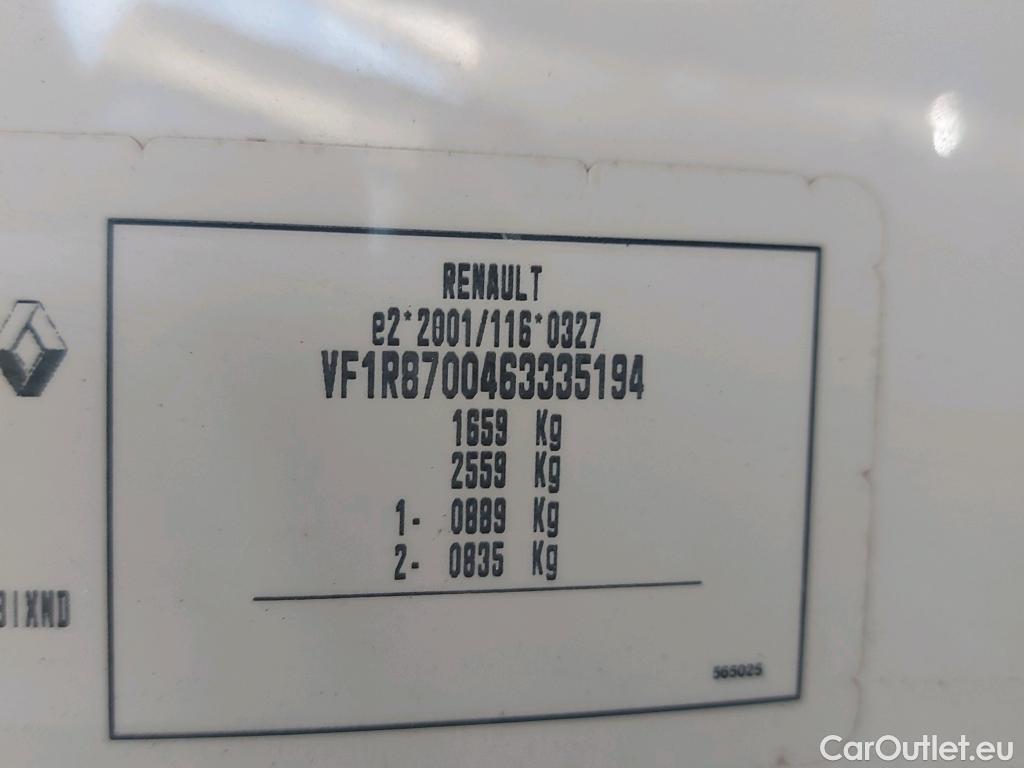 RENAULT
e2*2001/116*0327
VF1R8700463335194
1659 Kg
2559 Kg
1- 0889 Kg
2- 0835 Kg
565025
CarOutlet.eu